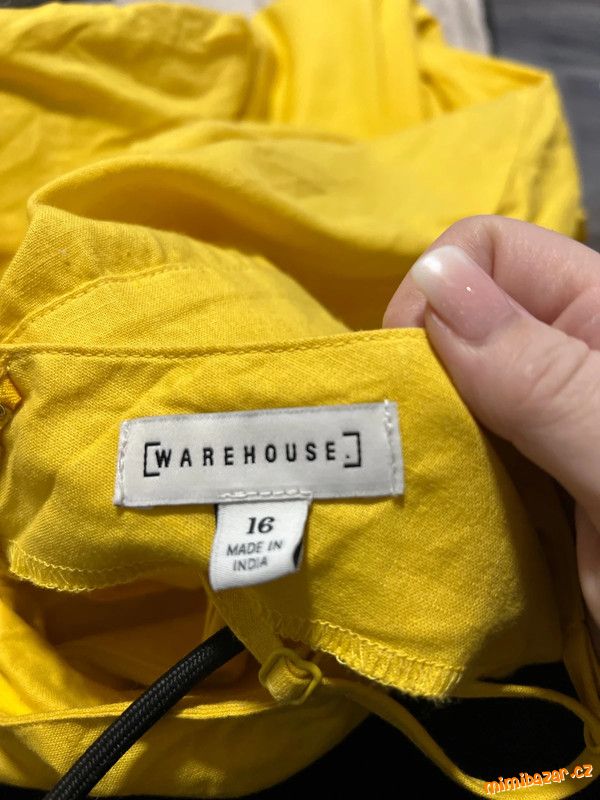 [WAREHOUSE.]
16
MADE IN
INDIA
mimibazar.cz